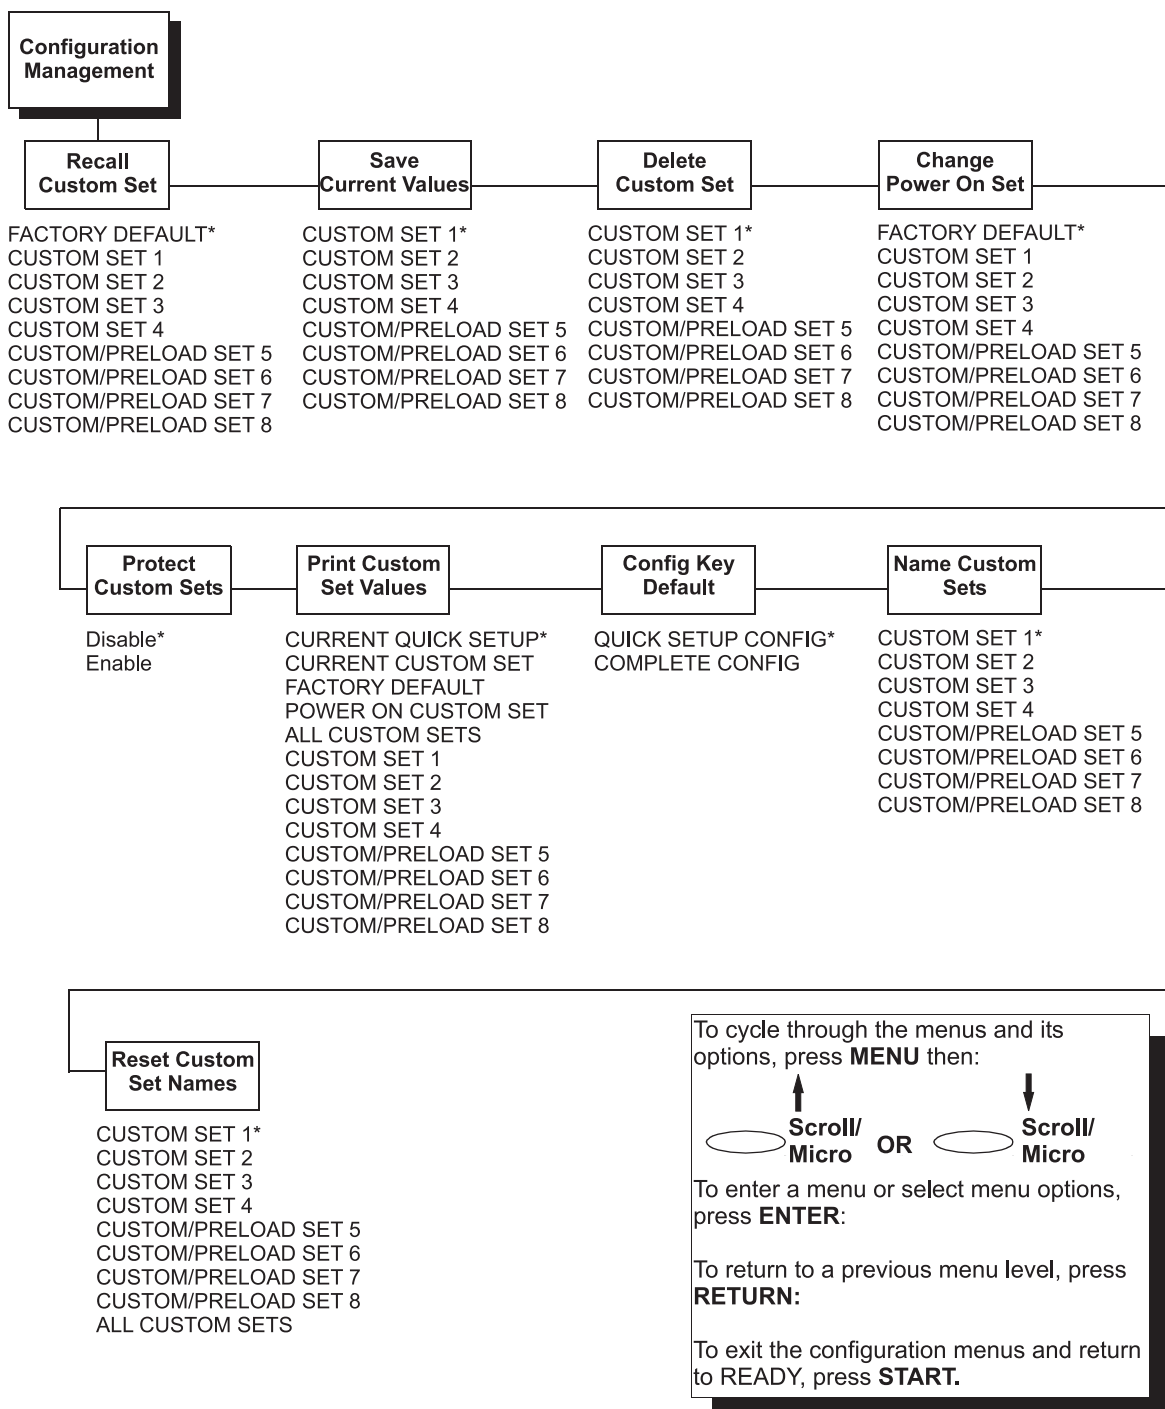 Configuration
Management
Recall
Custom Set
FACTORY DEFAULT*
CUSTOM SET 1
CUSTOM SET 2
CUSTOM SET 3
CUSTOM SET 4
CUSTOM/PRELOAD SET 5
CUSTOM/PRELOAD SET 6
CUSTOM/PRELOAD SET 7
CUSTOM/PRELOAD SET 8
Save
Current Values
CUSTOM SET 1*
CUSTOM SET 2
CUSTOM SET 3
CUSTOM SET 4
CUSTOM/PRELOAD SET 5
CUSTOM/PRELOAD SET 6
CUSTOM/PRELOAD SET 7
CUSTOM/PRELOAD SET 8
Delete
Custom Set
CUSTOM SET 1*
CUSTOM SET 2
CUSTOM SET 3
CUSTOM SET 4
CUSTOM/PRELOAD SET 5
CUSTOM/PRELOAD SET 6
CUSTOM/PRELOAD SET 7
CUSTOM/PRELOAD SET 8
Change
Power On Set
FACTORY DEFAULT*
CUSTOM SET 1
CUSTOM SET 2
CUSTOM SET 3
CUSTOM SET 4
CUSTOM/PRELOAD SET 5
CUSTOM/PRELOAD SET 6
CUSTOM/PRELOAD SET 7
CUSTOM/PRELOAD SET 8
Protect
Custom Sets
Disable*
Enable
Print Custom
Set Values
CURRENT QUICK SETUP*
CURRENT CUSTOM SET
FACTORY DEFAULT
POWER ON CUSTOM SET
ALL CUSTOM SETS
CUSTOM SET 1
CUSTOM SET 2
CUSTOM SET 3
CUSTOM SET 4
CUSTOM/PRELOAD SET 5
CUSTOM/PRELOAD SET 6
CUSTOM/PRELOAD SET 7
CUSTOM/PRELOAD SET 8
Config Key
Default
QUICK SETUP CONFIG*
COMPLETE CONFIG
Name Custom
Sets
CUSTOM SET 1*
CUSTOM SET 2
CUSTOM SET 3
CUSTOM SET 4
CUSTOM/PRELOAD SET 5
CUSTOM/PRELOAD SET 6
CUSTOM/PRELOAD SET 7
CUSTOM/PRELOAD SET 8
Reset Custom
Set Names
CUSTOM SET 1*
CUSTOM SET 2
CUSTOM SET 3
CUSTOM SET 4
CUSTOM/PRELOAD SET 5
CUSTOM/PRELOAD SET 6
CUSTOM/PRELOAD SET 7
CUSTOM/PRELOAD SET 8
ALL CUSTOM SETS
To cycle through the menus and its
options, press MENU then:
Scroll/
Micro
OR
Scroll/
Micro
To enter a menu or select menu options,
press ENTER:
To return to a previous menu level, press
RETURN:
To exit the configuration menus and return
to READY, press START.